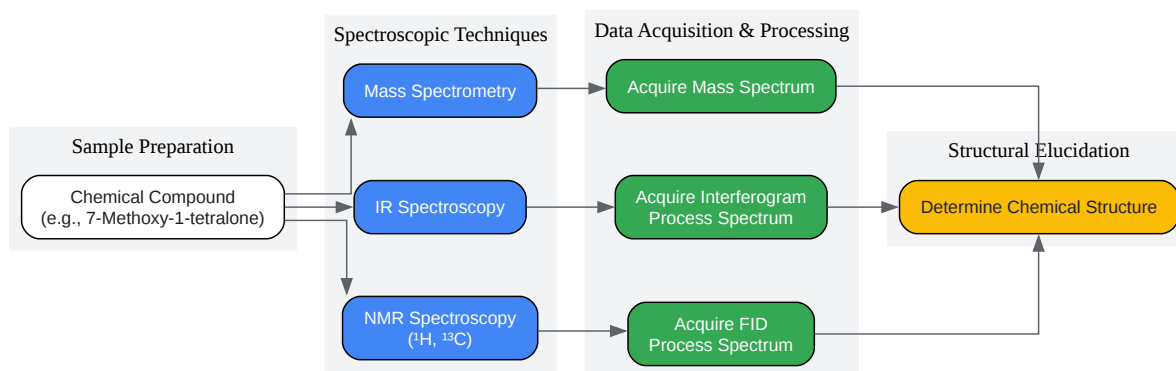 Sample Preparation
Chemical Compound
(e.g., 7-Methoxy-1-tetralone)
Spectroscopic Techniques
Mass Spectrometry
IR Spectroscopy
NMR Spectroscopy
(¹H, ¹³C)
Data Acquisition & Processing
Acquire Mass Spectrum
Acquire Interferogram
Process Spectrum
Acquire FID
Process Spectrum
Structural Elucidation
Determine Chemical Structure